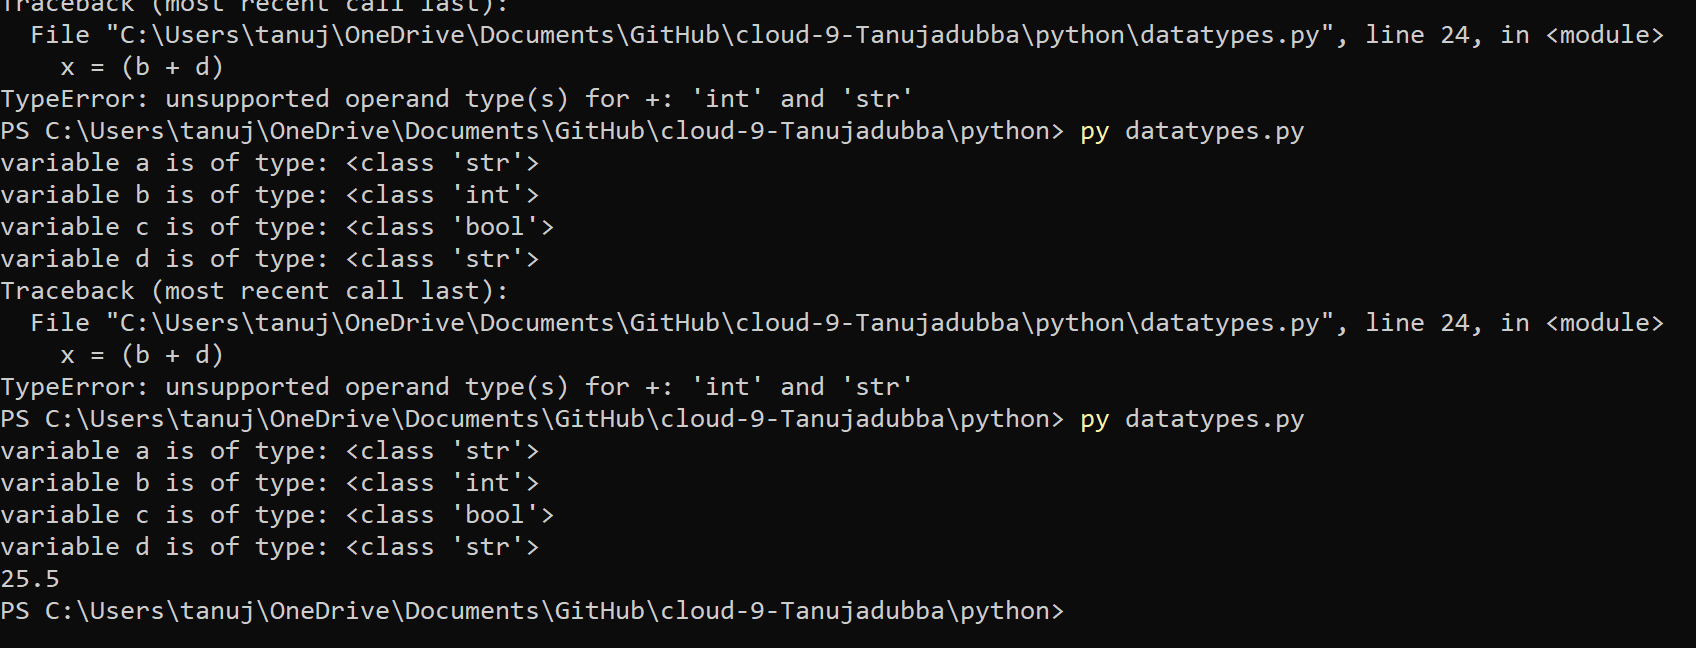 Traceback (most recent call last):
  File "C:\Users\tanuj\OneDrive\Documents\GitHub\cloud-9-Tanujadubba\python\datatypes.py", line 24, in <module>
    x = (b + d)
TypeError: unsupported operand type(s) for +: 'int' and 'str'
PS C:\Users\tanuj\OneDrive\Documents\GitHub\cloud-9-Tanujadubba\python> py datatypes.py
variable a is of type: <class 'str'>
variable b is of type: <class 'int'>
variable c is of type: <class 'bool'>
variable d is of type: <class 'str'>
Traceback (most recent call last):
  File "C:\Users\tanuj\OneDrive\Documents\GitHub\cloud-9-Tanujadubba\python\datatypes.py", line 24, in <module>
    x = (b + d)
TypeError: unsupported operand type(s) for +: 'int' and 'str'
PS C:\Users\tanuj\OneDrive\Documents\GitHub\cloud-9-Tanujadubba\python> py datatypes.py
variable a is of type: <class 'str'>
variable b is of type: <class 'int'>
variable c is of type: <class 'bool'>
variable d is of type: <class 'str'>
25.5
PS C:\Users\tanuj\OneDrive\Documents\GitHub\cloud-9-Tanujadubba\python>